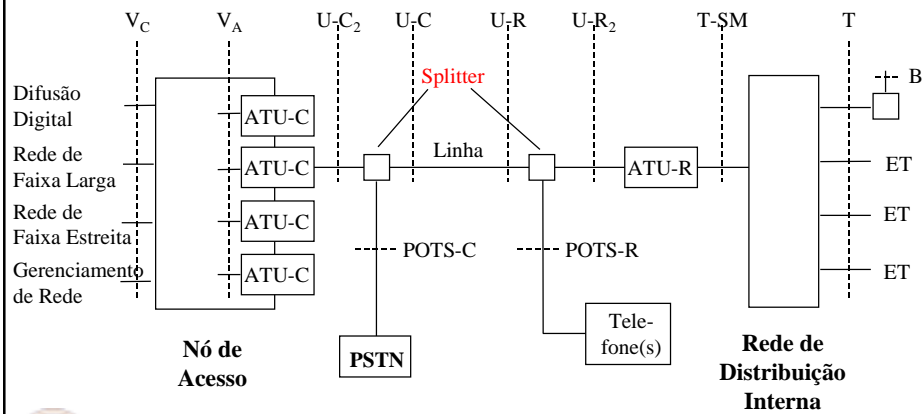 V_C V_A U-C₂ U-C U-R U-R₂ T-SM T
Splitter
B
Difusão
Digital
ATU-C
Rede de
Faixa Larga
ATU-C
Linha
ATU-R
ET
Rede de
Faixa Estreita
ATU-C
ET
POTS-C
POTS-R
Gerenciamento
de Rede
ATU-C
ET
Nó de
Acesso
PSTN
Tele-
fone(s)
Rede de
Distribuição
Interna